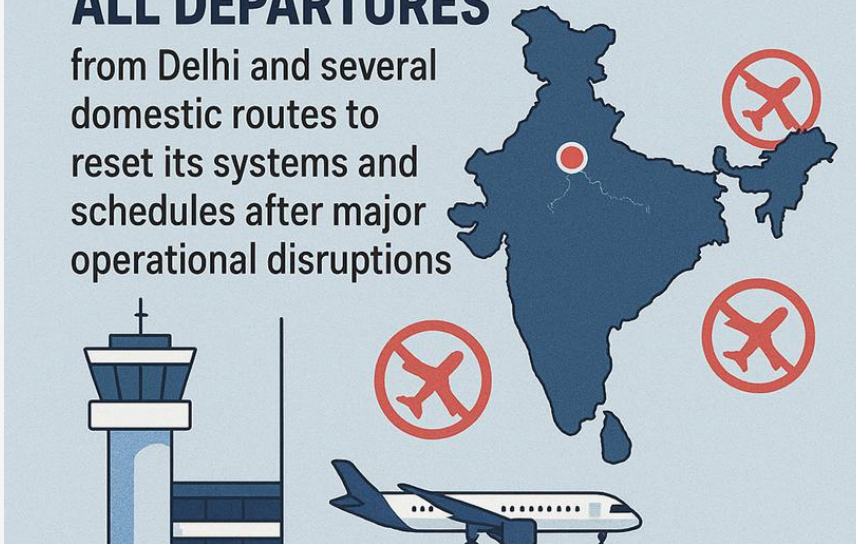 ALL DEPARTURES
from Delhi and several
domestic routes to
reset its systems and
schedules after major
operational disruptions